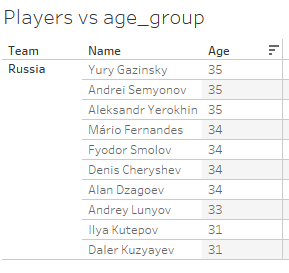 Players vs age_group
Team Name Age
Russia Yury Gazinsky 35
Andrei Semyonov 35
Aleksandr Yerokhin 35
Mário Fernandes 34
Fyodor Smolov 34
Denis Cheryshev 34
Alan Dzagoev 34
Andrey Lunyov 33
Ilya Kutepov 31
Daler Kuzyayev 31